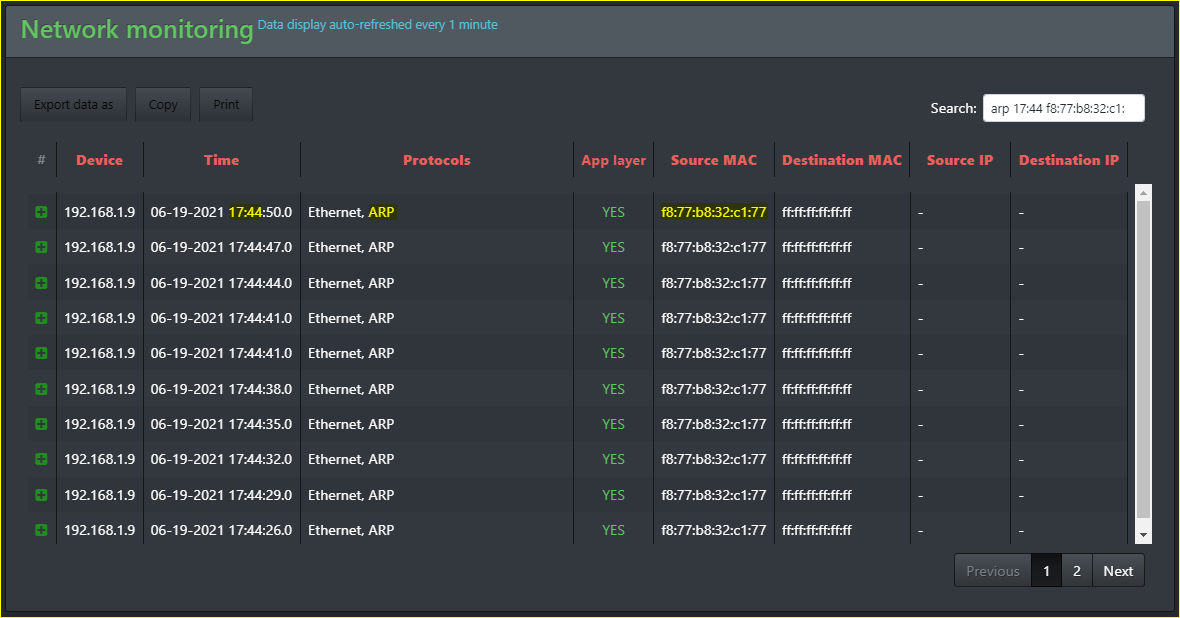 Network monitoring Data display auto-refreshed every 1 minute
Export data as Copy Print Search: arp 17:44 f8:77:b8:32:c1:
# Device Time Protocols App layer Source MAC Destination MAC Source IP Destination IP
192.168.1.9 06-19-2021 17:44:50.0 Ethernet, ARP YES f8:77:b8:32:c1:77 ff:ff:ff:ff:ff:ff - -
192.168.1.9 06-19-2021 17:44:47.0 Ethernet, ARP YES f8:77:b8:32:c1:77 ff:ff:ff:ff:ff:ff - -
192.168.1.9 06-19-2021 17:44:44.0 Ethernet, ARP YES f8:77:b8:32:c1:77 ff:ff:ff:ff:ff:ff - -
192.168.1.9 06-19-2021 17:44:41.0 Ethernet, ARP YES f8:77:b8:32:c1:77 ff:ff:ff:ff:ff:ff - -
192.168.1.9 06-19-2021 17:44:41.0 Ethernet, ARP YES f8:77:b8:32:c1:77 ff:ff:ff:ff:ff:ff - -
192.168.1.9 06-19-2021 17:44:38.0 Ethernet, ARP YES f8:77:b8:32:c1:77 ff:ff:ff:ff:ff:ff - -
192.168.1.9 06-19-2021 17:44:35.0 Ethernet, ARP YES f8:77:b8:32:c1:77 ff:ff:ff:ff:ff:ff - -
192.168.1.9 06-19-2021 17:44:32.0 Ethernet, ARP YES f8:77:b8:32:c1:77 ff:ff:ff:ff:ff:ff - -
192.168.1.9 06-19-2021 17:44:29.0 Ethernet, ARP YES f8:77:b8:32:c1:77 ff:ff:ff:ff:ff:ff - -
192.168.1.9 06-19-2021 17:44:26.0 Ethernet, ARP YES f8:77:b8:32:c1:77 ff:ff:ff:ff:ff:ff - -
Previous 1 2 Next